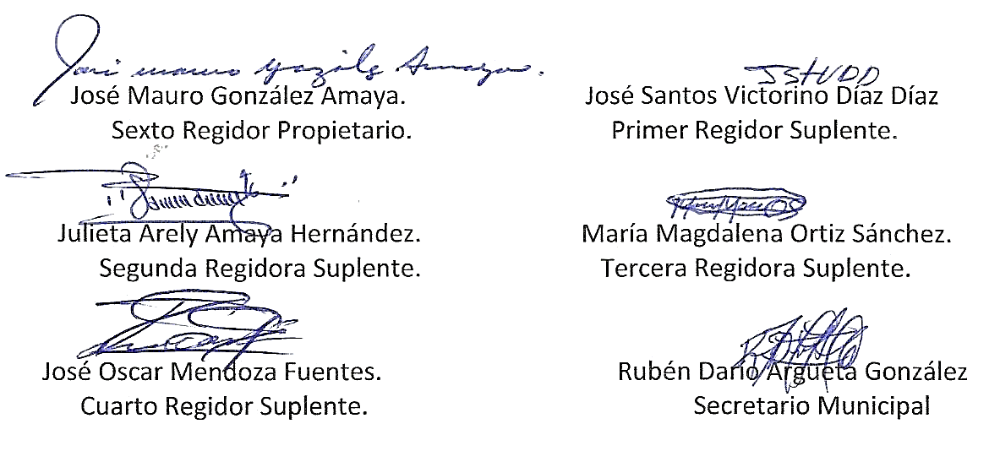 José Mauro González Amaya.
Sexto Regidor Propietario.
JSTVDD
José Santos Victorino Díaz Díaz
Primer Regidor Suplente.
Julieta Arely Amaya Hernández.
Segunda Regidora Suplente.
María Magdalena Ortiz Sánchez.
Tercera Regidora Suplente.
José Oscar Mendoza Fuentes.
Cuarto Regidor Suplente.
Rubén Darío Argueta González
Secretario Municipal